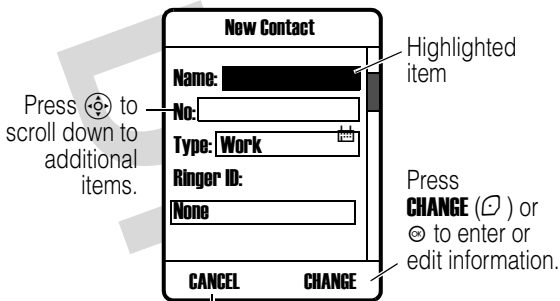 New Contact
Name:
No:
Type: Work
Ringer ID:
None
CANCEL
CHANGE
Highlighted
item
Press to
scroll down to
additional
items.
Press
CHANGE ( ) or
to enter or
edit information.